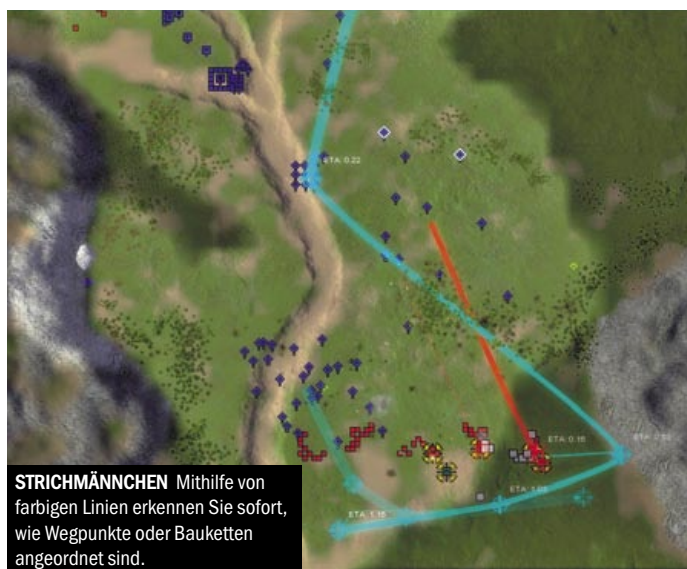 ETA: 0.22
ETA: 0.16
ETA: 1.16
STRICHMÄNNCHEN Mithilfe von
farbigen Linien erkennen Sie sofort,
wie Wegpunkte oder Bauketten
angeordnet sind.